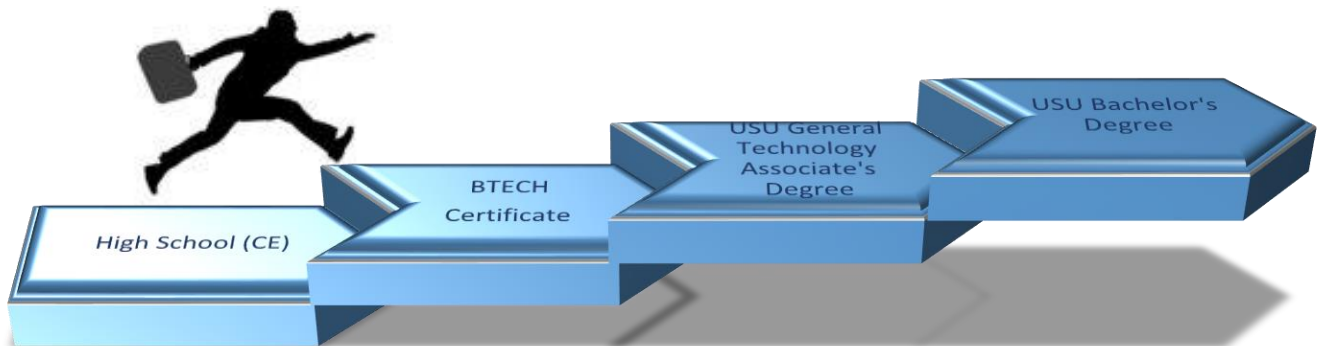 High School (CE)
BTECH
Certificate
USU General
Technology
Associate's
Degree
USU Bachelor's
Degree